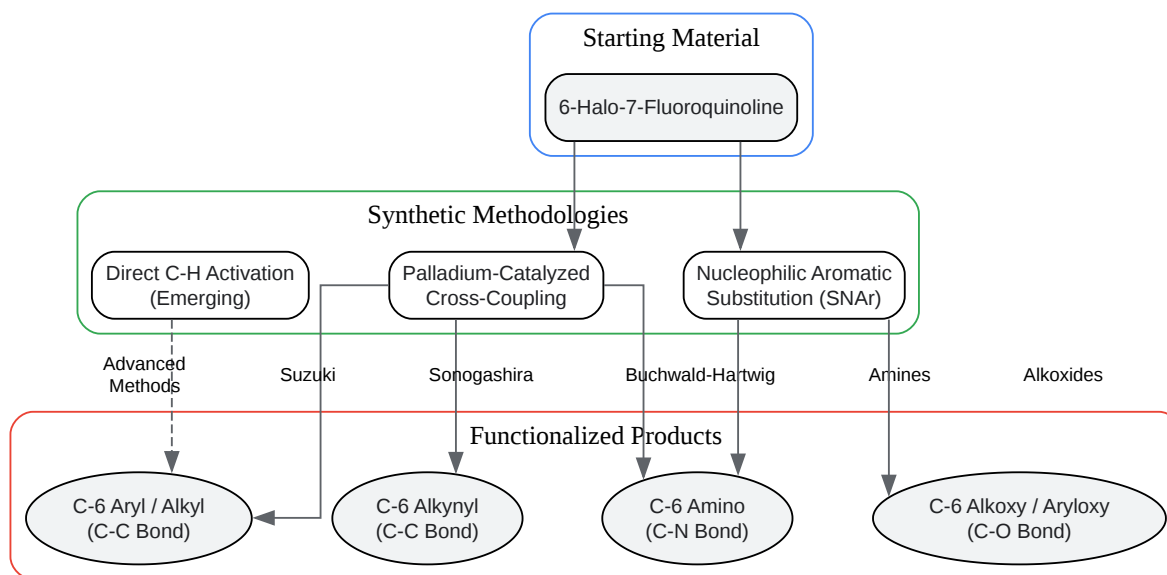 Starting Material
6-Halo-7-Fluoroquinoline
Synthetic Methodologies
Direct C-H Activation
(Emerging)
Palladium-Catalyzed
Cross-Coupling
Nucleophilic Aromatic
Substitution (SNAr)
Advanced
Methods
Suzuki
Sonogashira
Buchwald-Hartwig
Amines
Alkoxides
Functionalized Products
C-6 Aryl / Alkyl
(C-C Bond)
C-6 Alkynyl
(C-C Bond)
C-6 Amino
(C-N Bond)
C-6 Alkoxy / Aryloxy
(C-O Bond)